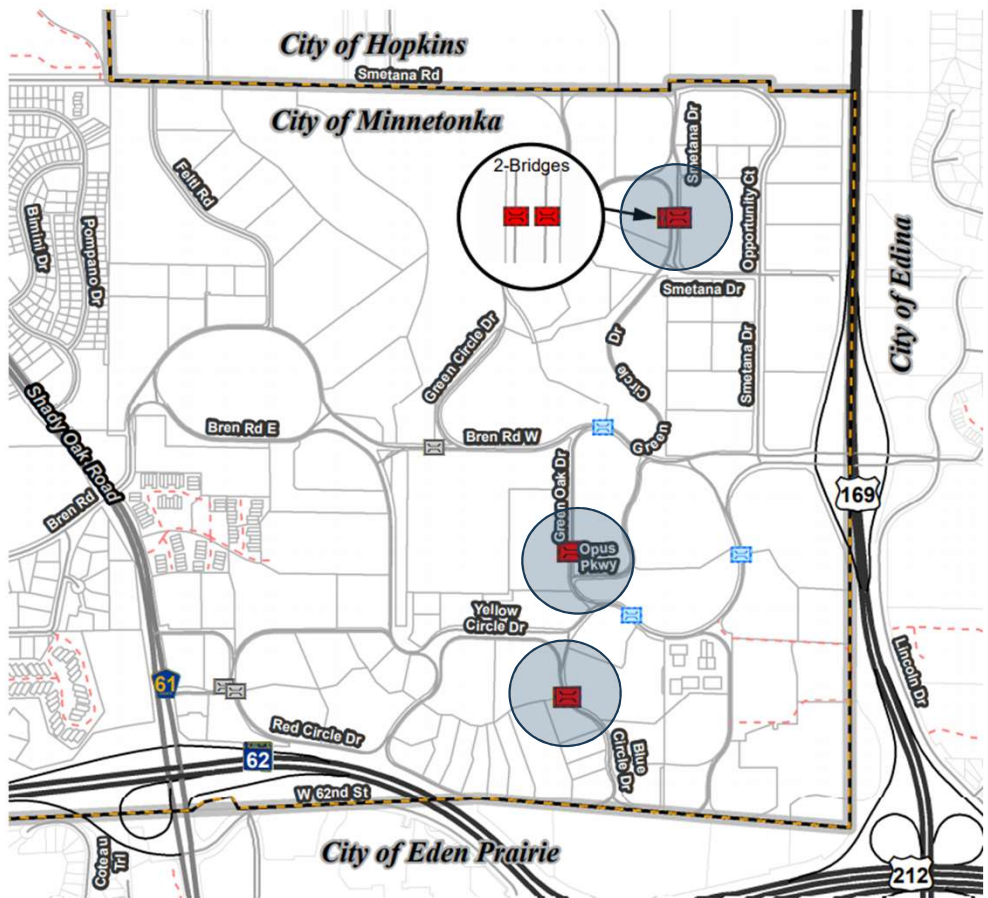 City of Hopkins
Smetana Rd
City of Minnetonka
2-Bridges
Smetana Dr
Feltl Rd
Opportunity Ct
Bimini Dr
Pompano Dr
City of Edina
Smetana Dr
Green Circle Dr
Dr
Circle
Green
Smetana Dr
Shady Oak Road
Bren Rd E
Bren Rd W
Green Oak Dr
169
Bren Rd
Opus
Pkwy
Yellow
Circle Dr
Lincoln Dr
61
Red Circle Dr
62
Blue
Circle Dr
W 62nd St
Coteau
Trl
City of Eden Prairie
212